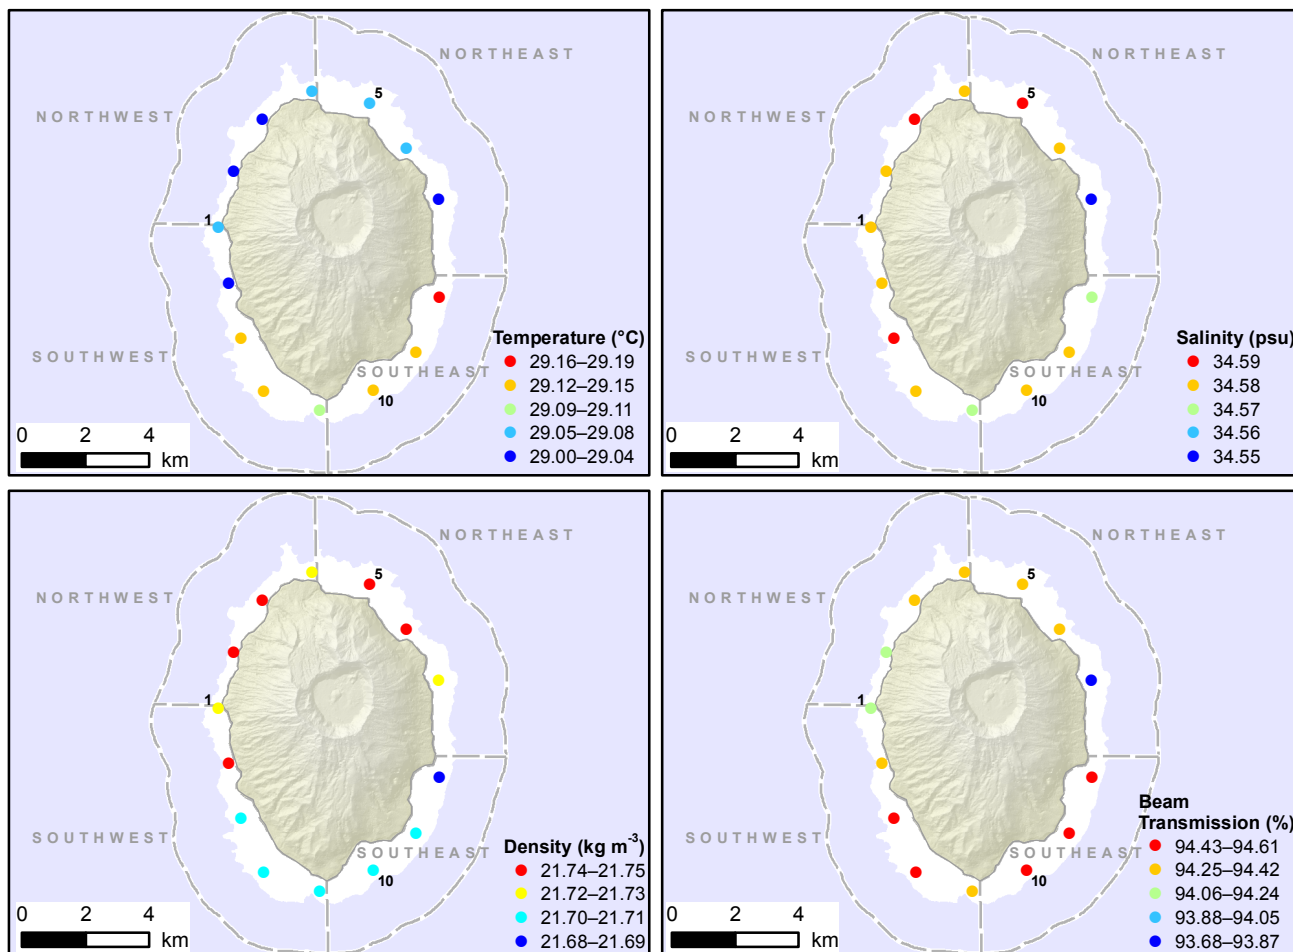 NORTHEAST
5
NORTHWEST
1
SOUTHWEST
SOUTHEAST
10
Temperature (°C)
29.16–29.19
29.12–29.15
29.09–29.11
29.05–29.08
29.00–29.04
0 2 4
km
NORTHEAST
5
NORTHWEST
1
SOUTHWEST
SOUTHEAST
10
Salinity (psu)
34.59
34.58
34.57
34.56
34.55
0 2 4
km
NORTHEAST
5
NORTHWEST
1
SOUTHWEST
SOUTHEAST
10
Density (kg m⁻³)
21.74–21.75
21.72–21.73
21.70–21.71
21.68–21.69
0 2 4
km
NORTHEAST
5
NORTHWEST
1
SOUTHWEST
SOUTHEAST
10
Beam
Transmission (%)
94.43–94.61
94.25–94.42
94.06–94.24
93.88–94.05
93.68–93.87
0 2 4
km